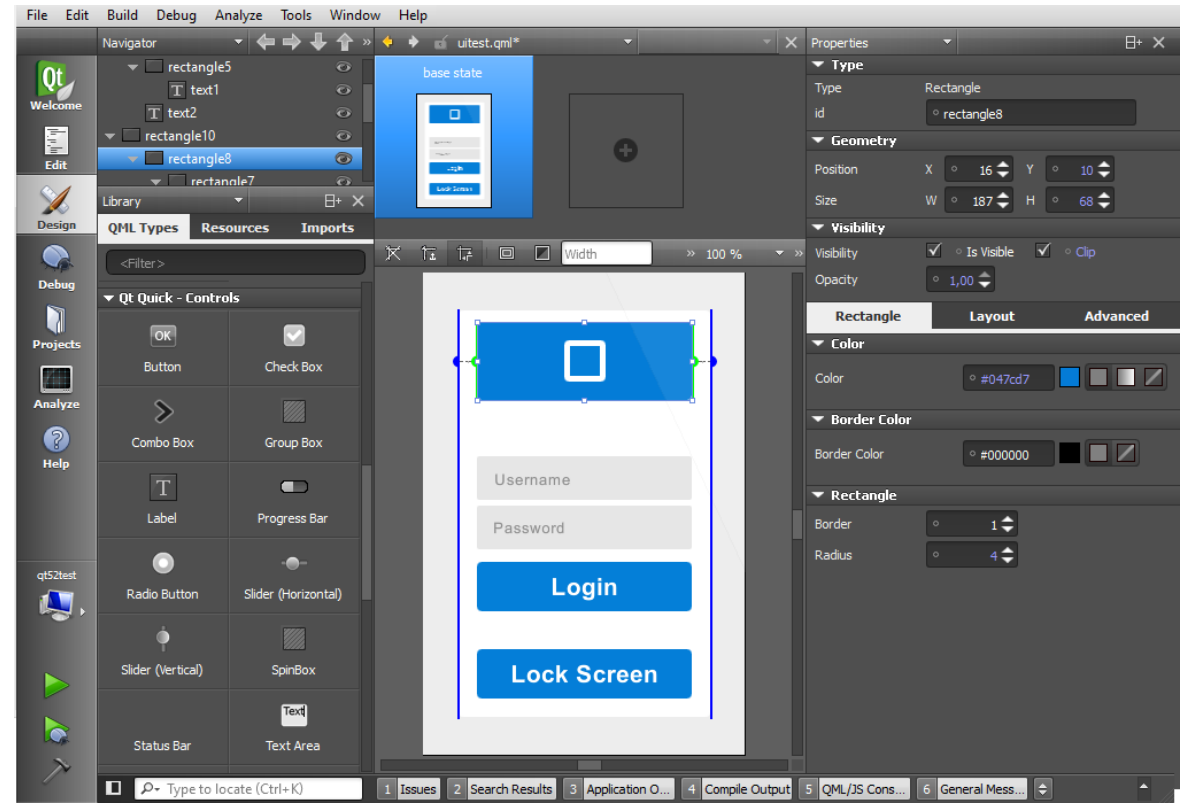 File Edit Build Debug Analyze Tools Window Help
Navigator
uitest.qml*
Properties
Welcome
Edit
Design
Debug
Projects
Analyze
Help
qt52test
rectangle5
text1
text2
rectangle10
rectangle8
rectangle7
Library
QML Types Resources Imports
<Filter>
Qt Quick - Controls
OK
Button Check Box
Combo Box Group Box
T
Label Progress Bar
Radio Button Slider (Horizontal)
Slider (Vertical) SpinBox
Text
Status Bar Text Area
base state
Login
Lock Screen
Width 100 %
Username
Password
Login
Lock Screen
Type
Type Rectangle
id rectangle8
Geometry
Position X 16 Y 10
Size W 187 H 68
Visibility
Visibility Is Visible Clip
Opacity 1,00
Rectangle Layout Advanced
Color
Color #047cd7
Border Color
Border Color #000000
Rectangle
Border 1
Radius 4
Type to locate (Ctrl+K) 1 Issues 2 Search Results 3 Application O... 4 Compile Output 5 QML/JS Cons... 6 General Mess...